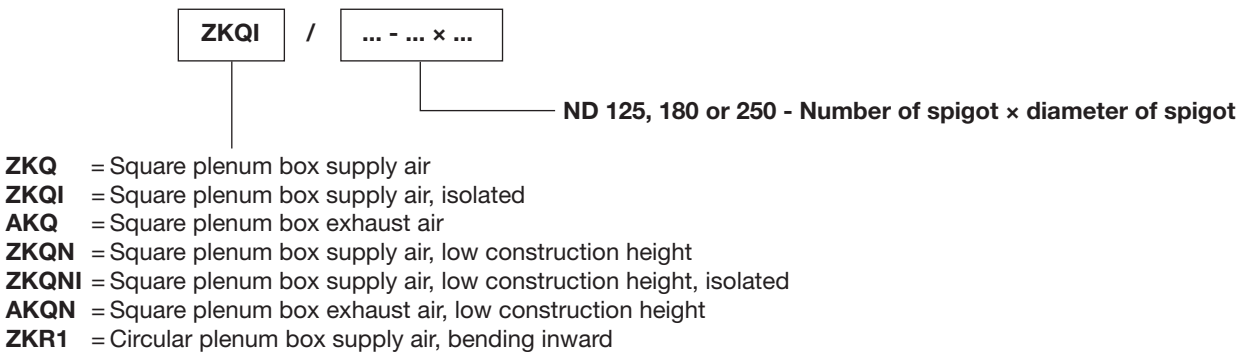 ZKQI / ... - ... × ...
ND 125, 180 or 250 - Number of spigot × diameter of spigot
ZKQ = Square plenum box supply air
ZKQI = Square plenum box supply air, isolated
AKQ = Square plenum box exhaust air
ZKQN = Square plenum box supply air, low construction height
ZKQNI = Square plenum box supply air, low construction height, isolated
AKQN = Square plenum box exhaust air, low construction height
ZKR1 = Circular plenum box supply air, bending inward